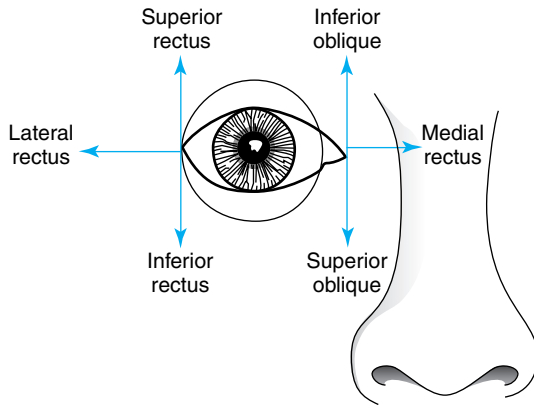 Superior
rectus
Inferior
oblique
Lateral
rectus
Medial
rectus
Inferior
rectus
Superior
oblique